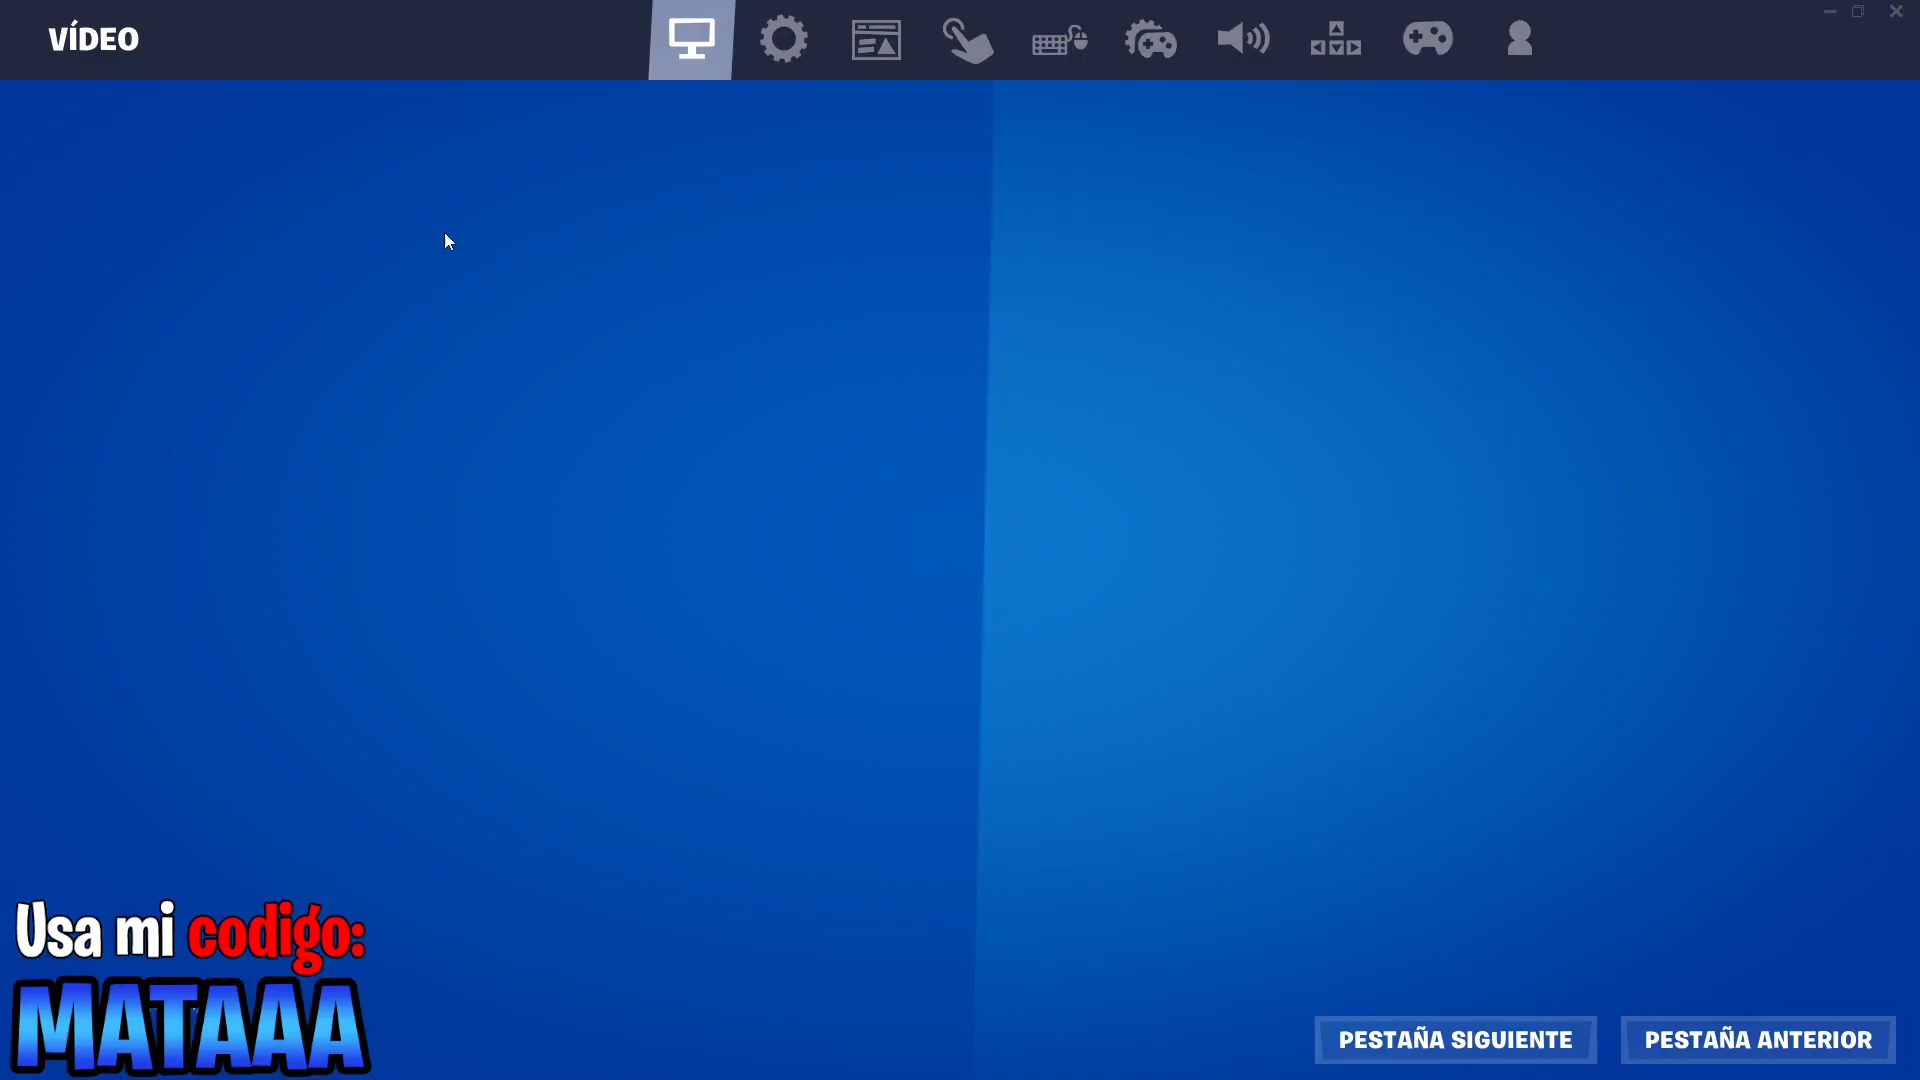 VÍDEO
Usa mi codigo:
MATAAA
PESTAÑA SIGUIENTE
PESTAÑA ANTERIOR